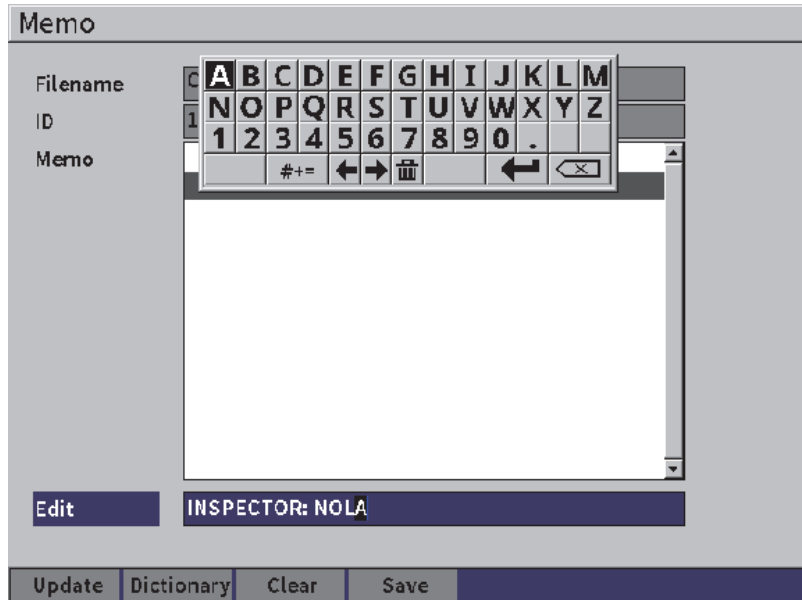 Memo
Filename C
A B C D E F G H I J K L M
ID 1
N O P Q R S T U V W X Y Z
1 2 3 4 5 6 7 8 9 0 .
Memo
#+=
Edit INSPECTOR: NOLA
Update Dictionary Clear Save